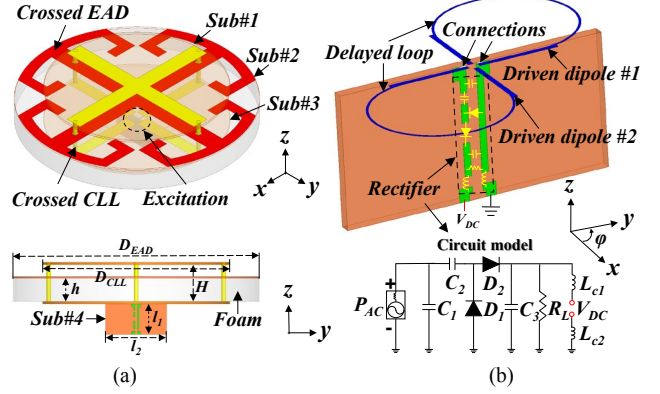 Crossed EAD
Sub#1
Sub#2
Sub#3
Crossed CLL
Excitation
z
x
y
D_EAD
D_CLL
h
H
Sub#4
l_1
l_2
Foam
z
y
(a)
Connections
Delayed loop
Driven dipole #1
Driven dipole #2
Rectifier
V_DC
z
y
φ
x
Circuit model
+
P_AC
-
C_1
C_2
D_1
D_2
C_3
R_L
L_c1
V_DC
L_c2
(b)